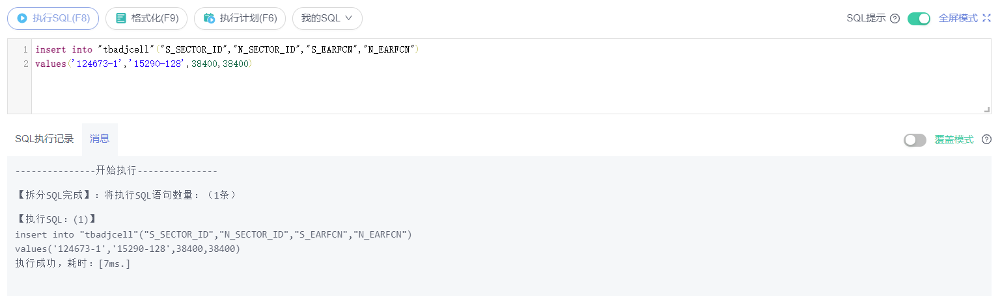 执行SQL(F8) 格式化(F9) 执行计划(F6) 我的SQL SQL提示 ? 全屏模式
1 insert into "tbadjcell"("S_SECTOR_ID","N_SECTOR_ID","S_EARFCN","N_EARFCN")
2 values('124673-1','15290-128',38400,38400)
SQL执行记录 消息 覆盖模式 ?
---------------开始执行---------------
【拆分SQL完成】：将执行SQL语句数量：（1条）
【执行SQL：(1)】
insert into "tbadjcell"("S_SECTOR_ID","N_SECTOR_ID","S_EARFCN","N_EARFCN")
values('124673-1','15290-128',38400,38400)
执行成功，耗时：[7ms.]